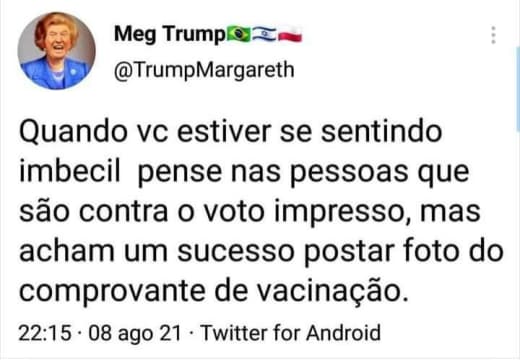 Meg Trump🇧🇷🇮🇱🇵🇱
@TrumpMargareth
Quando vc estiver se sentindo
imbecil pense nas pessoas que
são contra o voto impresso, mas
acham um sucesso postar foto do
comprovante de vacinação.
22:15 · 08 ago 21 · Twitter for Android